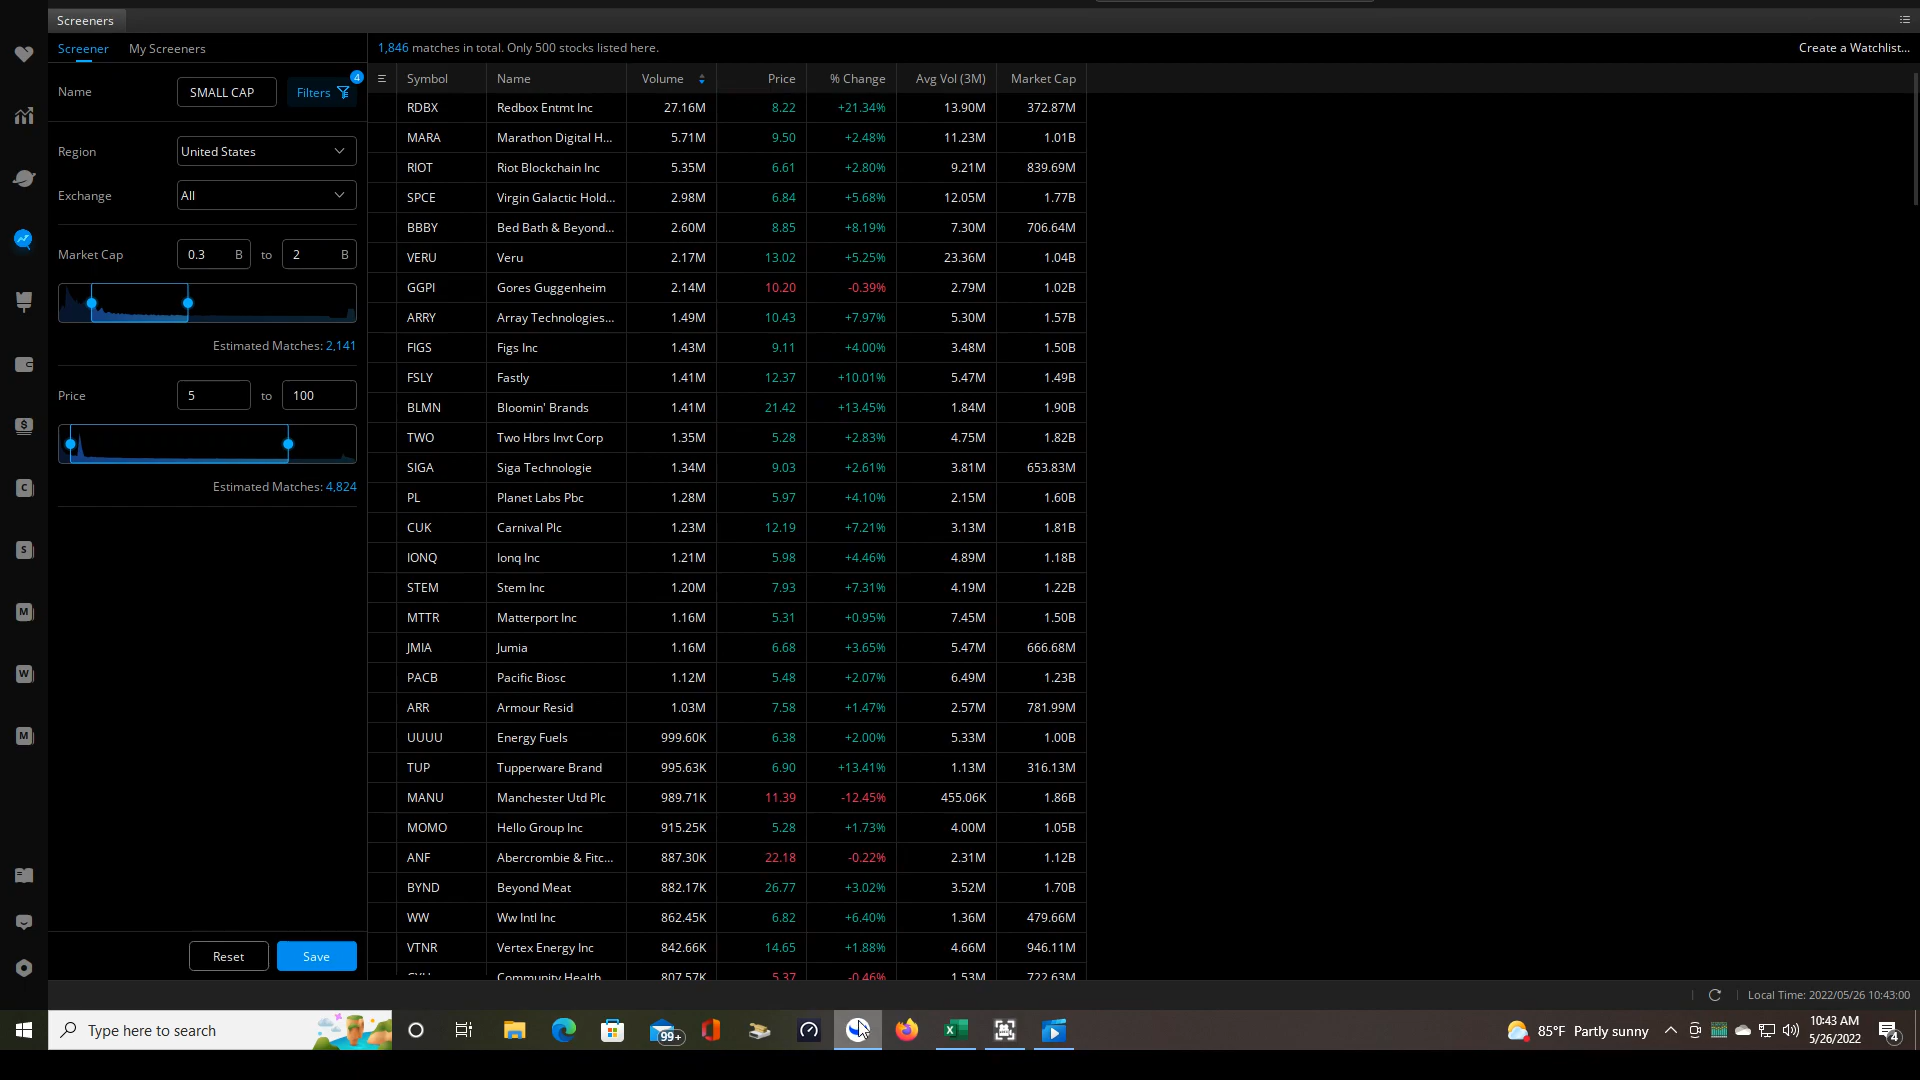 Screeners
Screener My Screeners
1,846 matches in total. Only 500 stocks listed here.
Create a Watchlist...
Name SMALL CAP Filters 4
Region United States
Exchange All
Market Cap 0.3 B to 2 B
Estimated Matches: 2,141
Price 5 to 100
Estimated Matches: 4,824
Reset Save
Symbol Name Volume Price % Change Avg Vol (3M) Market Cap
RDBX Redbox Entmt Inc 27.16M 8.22 +21.34% 13.90M 372.87M
MARA Marathon Digital H... 5.71M 9.50 +2.48% 11.23M 1.01B
RIOT Riot Blockchain Inc 5.35M 6.61 +2.80% 9.21M 839.69M
SPCE Virgin Galactic Hold... 2.98M 6.84 +5.68% 12.05M 1.77B
BBBY Bed Bath & Beyond... 2.60M 8.85 +8.19% 7.30M 706.64M
VERU Veru 2.17M 13.02 +5.25% 23.36M 1.04B
GGPI Gores Guggenheim 2.14M 10.20 -0.39% 2.79M 1.02B
ARRY Array Technologies... 1.49M 10.43 +7.97% 5.30M 1.57B
FIGS Figs Inc 1.43M 9.11 +4.00% 3.48M 1.50B
FSLY Fastly 1.41M 12.37 +10.01% 5.47M 1.49B
BLMN Bloomin' Brands 1.41M 21.42 +13.45% 1.84M 1.90B
TWO Two Hbrs Invt Corp 1.35M 5.28 +2.83% 4.75M 1.82B
SIGA Siga Technologie 1.34M 9.03 +2.61% 3.81M 653.83M
PL Planet Labs Pbc 1.28M 5.97 +4.10% 2.15M 1.60B
CUK Carnival Plc 1.23M 12.19 +7.21% 3.13M 1.81B
IONQ Ionq Inc 1.21M 5.98 +4.46% 4.89M 1.18B
STEM Stem Inc 1.20M 7.93 +7.31% 4.19M 1.22B
MTTR Matterport Inc 1.16M 5.31 +0.95% 7.45M 1.50B
JMIA Jumia 1.16M 6.68 +3.65% 5.47M 666.68M
PACB Pacific Biosc 1.12M 5.48 +2.07% 6.49M 1.23B
ARR Armour Resid 1.03M 7.58 +1.47% 2.57M 781.99M
UUUU Energy Fuels 999.60K 6.38 +2.00% 5.33M 1.00B
TUP Tupperware Brand 995.63K 6.90 +13.41% 1.13M 316.13M
MANU Manchester Utd Plc 989.71K 11.39 -12.45% 455.06K 1.86B
MOMO Hello Group Inc 915.25K 5.28 +1.73% 4.00M 1.05B
ANF Abercrombie & Fitc... 887.30K 22.18 -0.22% 2.31M 1.12B
BYND Beyond Meat 882.17K 26.77 +3.02% 3.52M 1.70B
WW Ww Intl Inc 862.45K 6.82 +6.40% 1.36M 479.66M
VTNR Vertex Energy Inc 842.66K 14.65 +1.88% 4.66M 946.11M
Community Health 807.57K 5.37 -0.46% 1.53M 722.63M
C
S
M
W
M
Local Time: 2022/05/26 10:43:00
Type here to search
99+
85°F Partly sunny
10:43 AM
5/26/2022
4